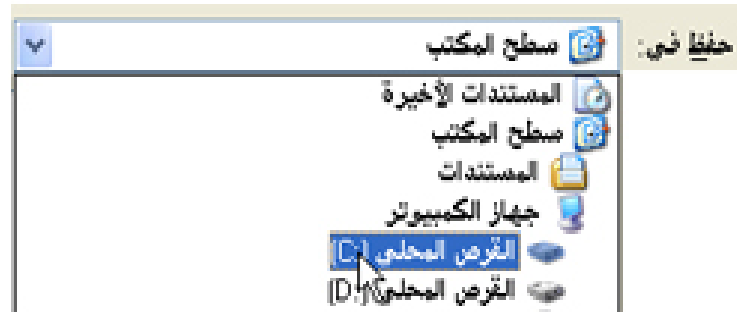 حفظ في: سطح المكتب
المستندات الأخيرة
سطح المكتب
المستندات
جهاز الكمبيوتر
القرص المحلي (C:)
القرص المحلي (D:)